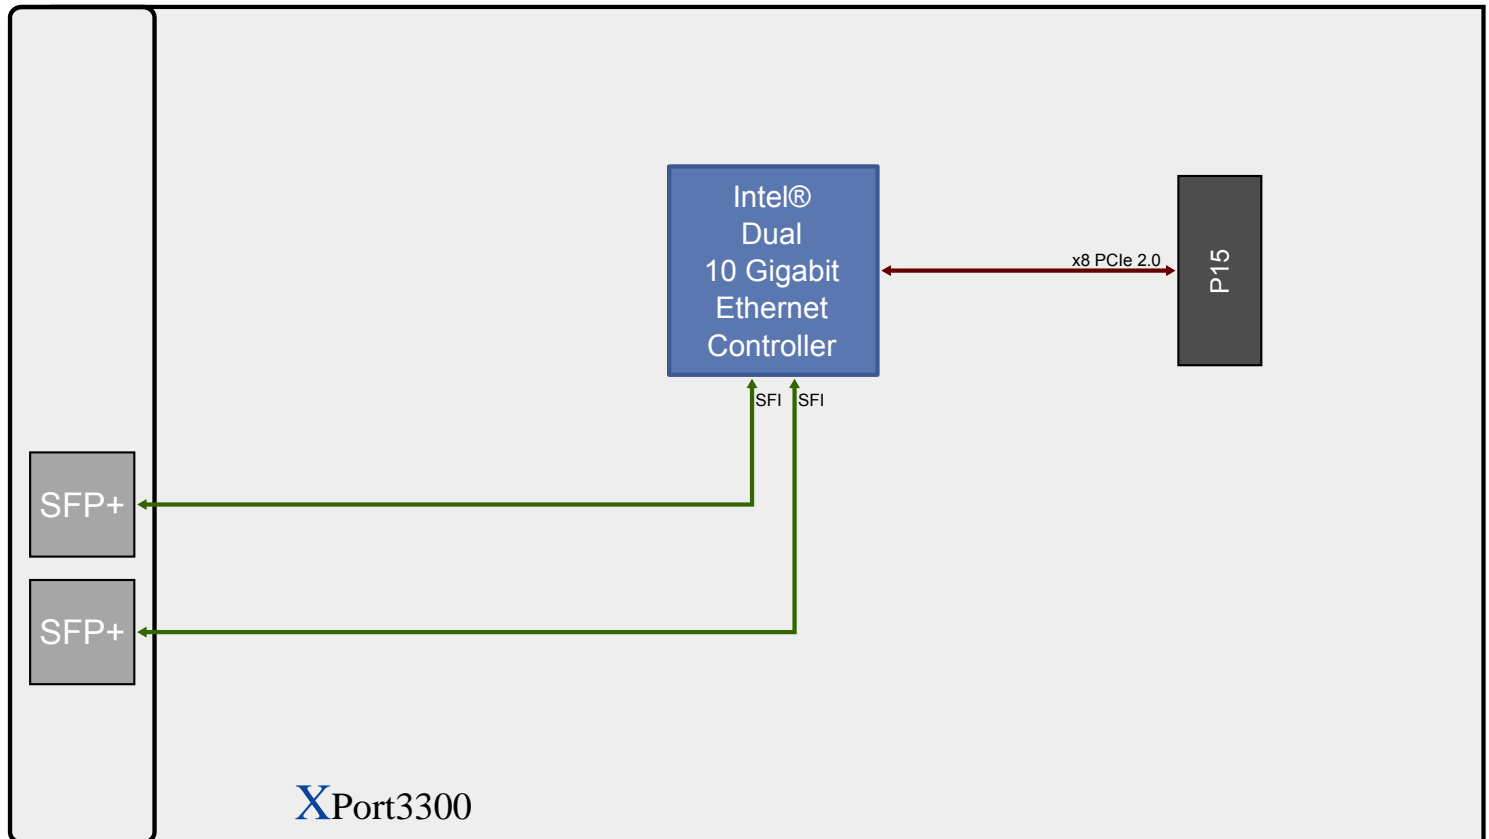 Intel®
Dual
10 Gigabit
Ethernet
Controller
x8 PCIe 2.0
P15
SFI
SFI
SFP+
SFP+
XPort3300